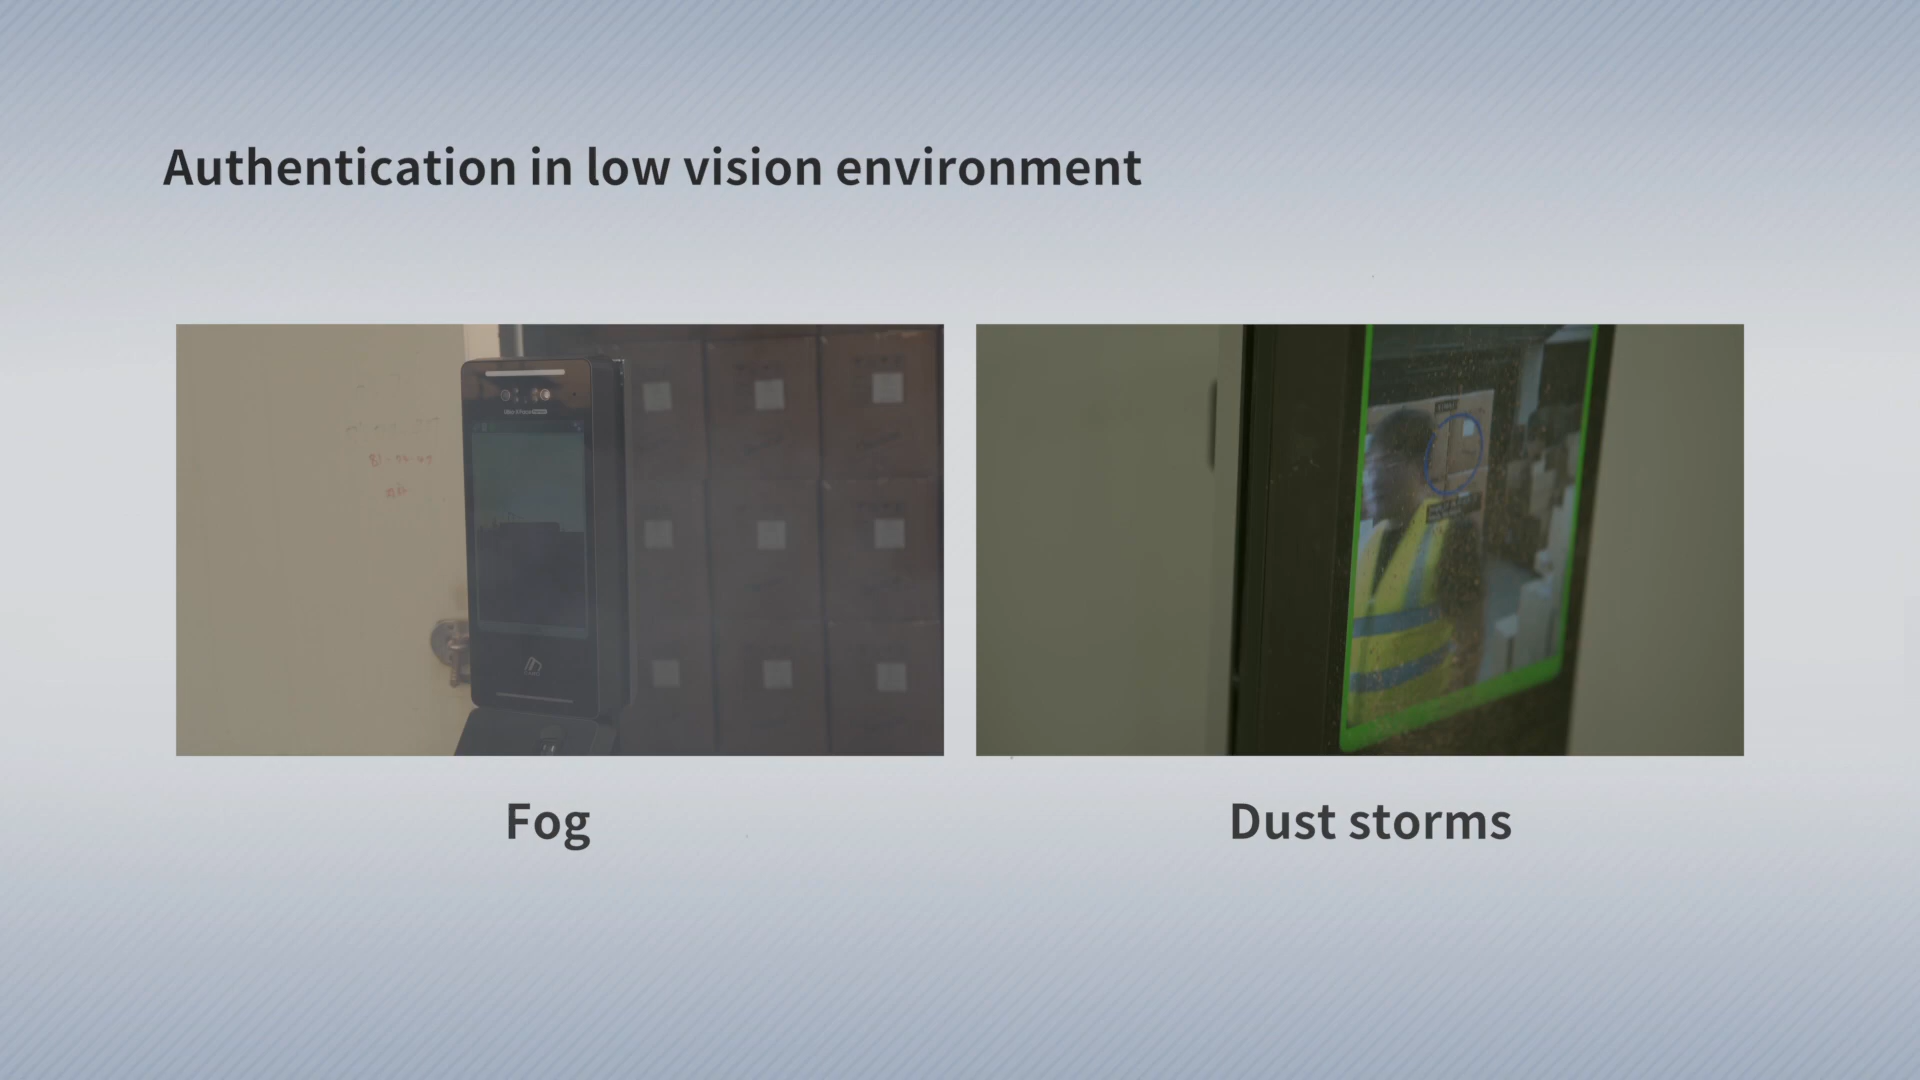 Authentication in low vision environment
Fog
Dust storms